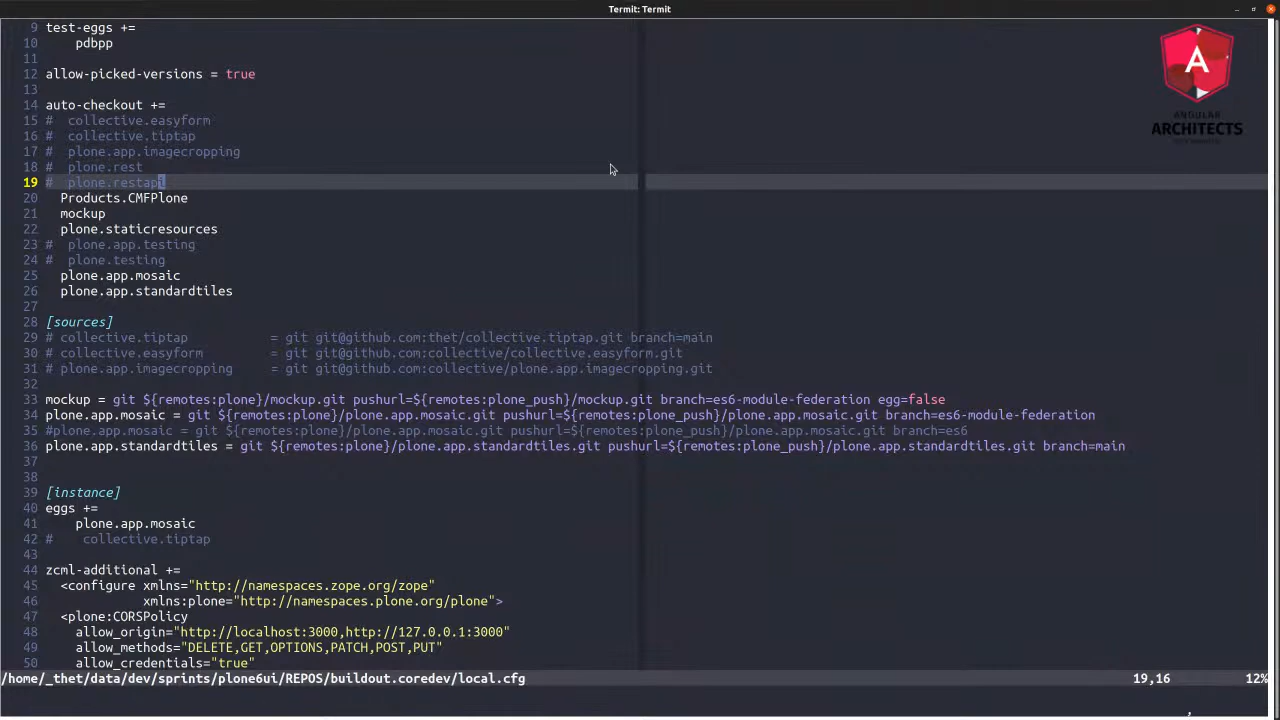 Termit: Termit
9 test-eggs +=
10     pdbpp
11
12 allow-picked-versions = true
13
14 auto-checkout +=
15 #  collective.easyform
16 #  collective.tiptap
17 #  plone.app.imagecropping
18 #  plone.rest
19 #  plone.restapi
20   Products.CMFPlone
21   mockup
22   plone.staticresources
23 #  plone.app.testing
24 #  plone.testing
25   plone.app.mosaic
26   plone.app.standardtiles
27
28 [sources]
29 # collective.tiptap           = git git@github.com:thet/collective.tiptap.git branch=main
30 # collective.easyform         = git git@github.com:collective/collective.easyform.git
31 # plone.app.imagecropping     = git git@github.com:collective/plone.app.imagecropping.git
32
33 mockup = git ${remotes:plone}/mockup.git pushurl=${remotes:plone_push}/mockup.git branch=es6-module-federation egg=false
34 plone.app.mosaic = git ${remotes:plone}/plone.app.mosaic.git pushurl=${remotes:plone_push}/plone.app.mosaic.git branch=es6-module-federation
35 #plone.app.mosaic = git ${remotes:plone}/plone.app.mosaic.git pushurl=${remotes:plone_push}/plone.app.mosaic.git branch=es6
36 plone.app.standardtiles = git ${remotes:plone}/plone.app.standardtiles.git pushurl=${remotes:plone_push}/plone.app.standardtiles.git branch=main
37
38
39 [instance]
40 eggs +=
41     plone.app.mosaic
42 #    collective.tiptap
43
44 zcml-additional +=
45   <configure xmlns="http://namespaces.zope.org/zope"
46              xmlns:plone="http://namespaces.plone.org/plone">
47   <plone:CORSPolicy
48     allow_origin="http://localhost:3000,http://127.0.0.1:3000"
49     allow_methods="DELETE,GET,OPTIONS,PATCH,POST,PUT"
50     allow_credentials="true"
/home/_thet/data/dev/sprints/plone6ui/REPOS/buildout.coredev/local.cfg 19,16 12%
,
A
ANGULAR
ARCHITECTS